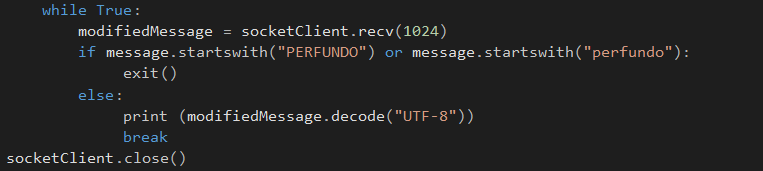 while True:
modifiedMessage = socketClient.recv(1024)
if message.startswith("PERFUNDO") or message.startswith("perfundo"):
exit()
else:
print (modifiedMessage.decode("UTF-8"))
break
socketClient.close()